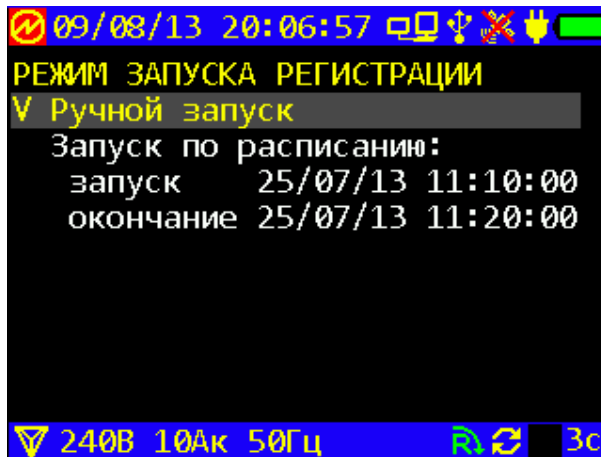 09/08/13 20:06:57
РЕЖИМ ЗАПУСКА РЕГИСТРАЦИИ
V Ручной запуск
Запуск по расписанию:
запуск 25/07/13 11:10:00
окончание 25/07/13 11:20:00
240В 10Ак 50Гц R 3с